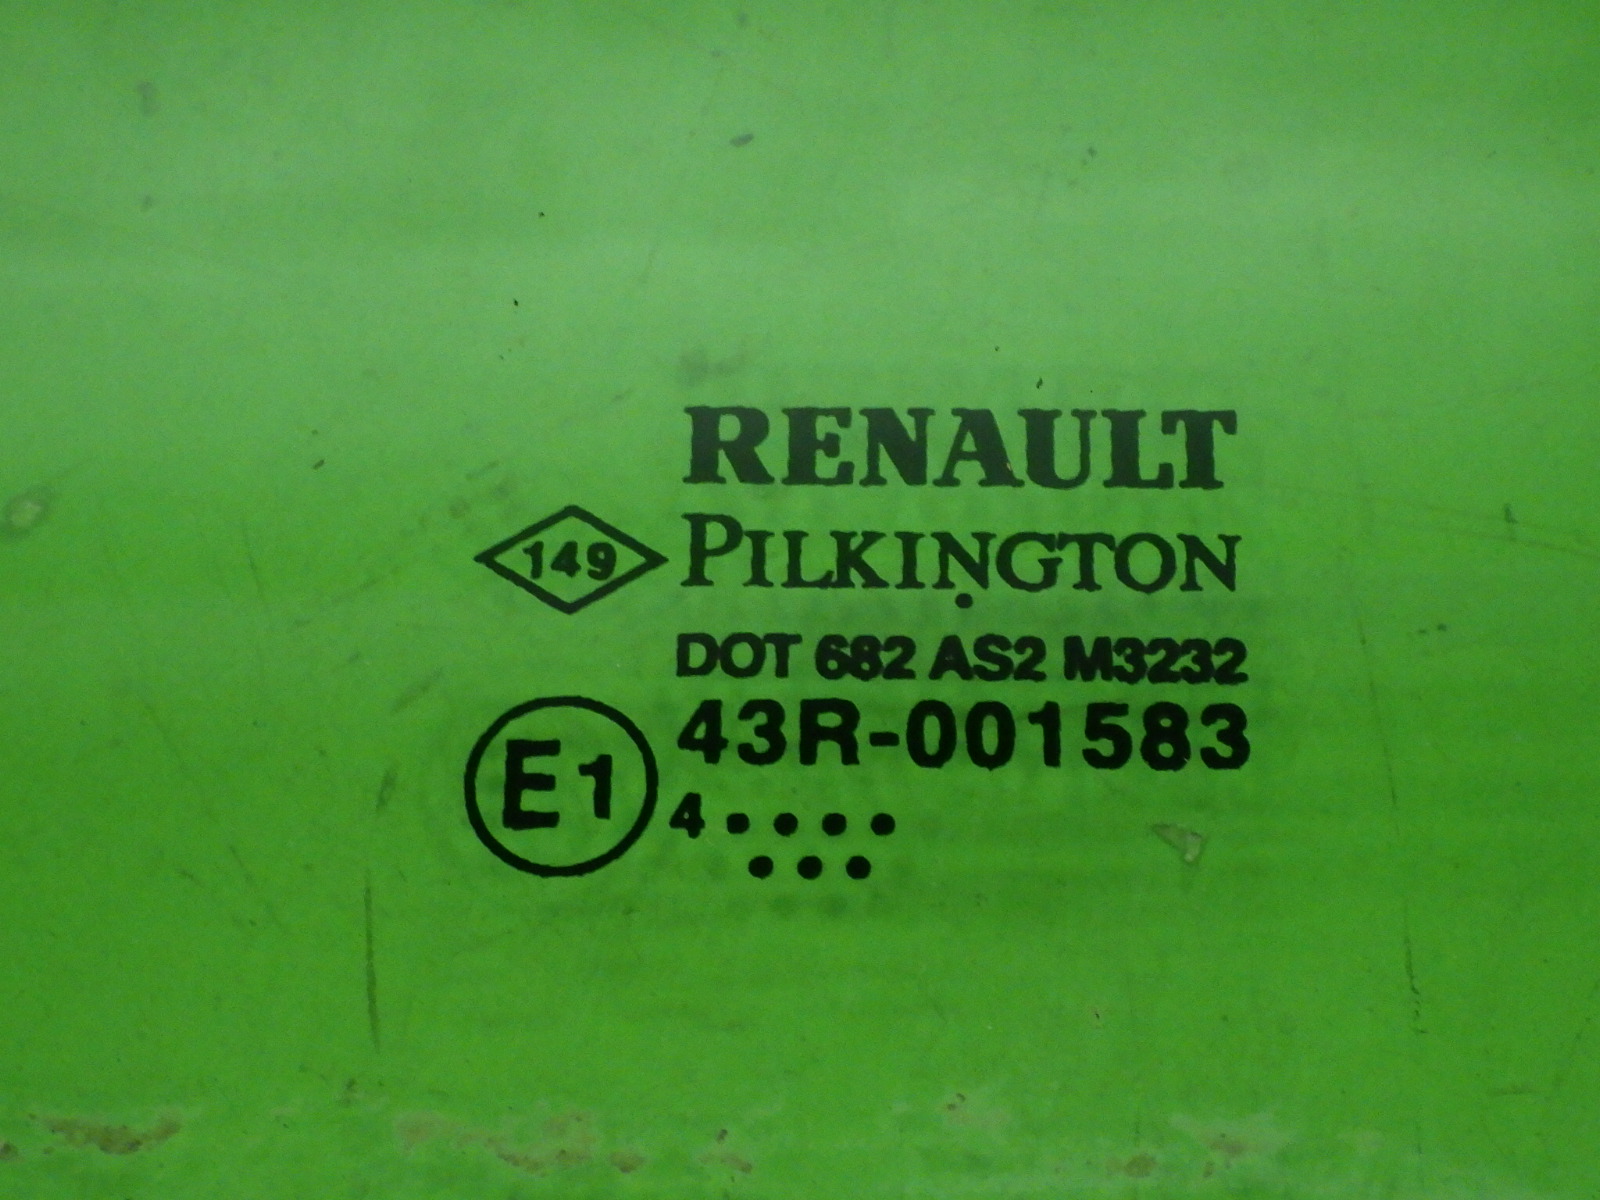 RENAULT
149 PILKINGTON
DOT 682 AS2 M3232
E1 43R-001583
4